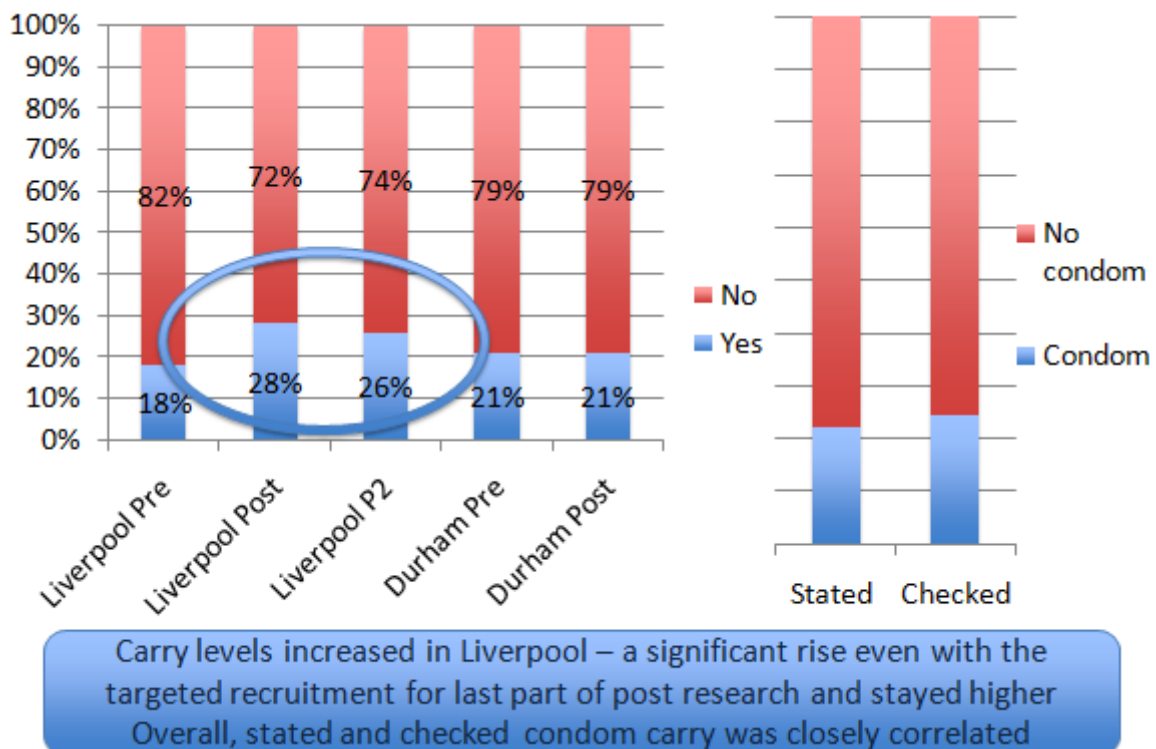 100%
90%
80%
70%
60%
50%
40%
30%
20%
10%
0%
82%
72%
74%
79%
79%
18%
28%
26%
21%
21%
Liverpool Pre
Liverpool Post
Liverpool P2
Durham Pre
Durham Post
No
Yes
No
condom
Condom
Stated
Checked
Carry levels increased in Liverpool – a significant rise even with the
targeted recruitment for last part of post research and stayed higher
Overall, stated and checked condom carry was closely correlated